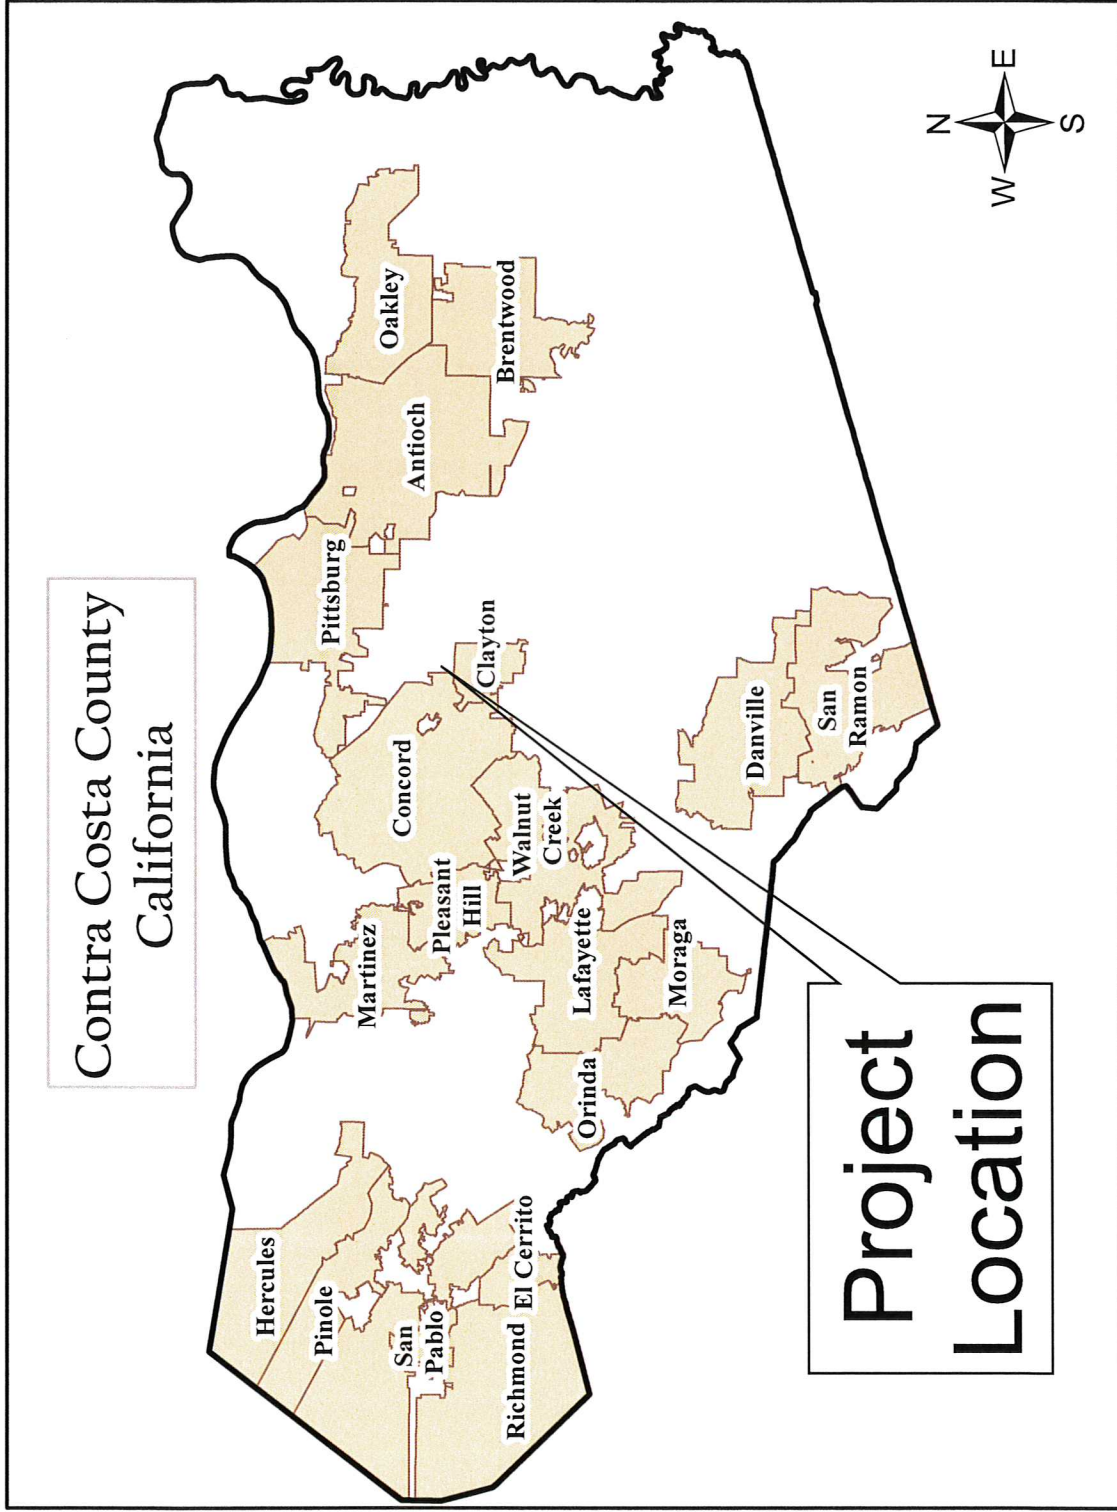 Contra Costa County
California
Hercules
Pinole
San
Pablo
Richmond
El Cerrito
Martinez
Pleasant
Hill
Concord
Walnut
Creek
Lafayette
Moraga
Orinda
Clayton
Pittsburg
Antioch
Oakley
Brentwood
Danville
San
Ramon
Project
Location
N
W
E
S